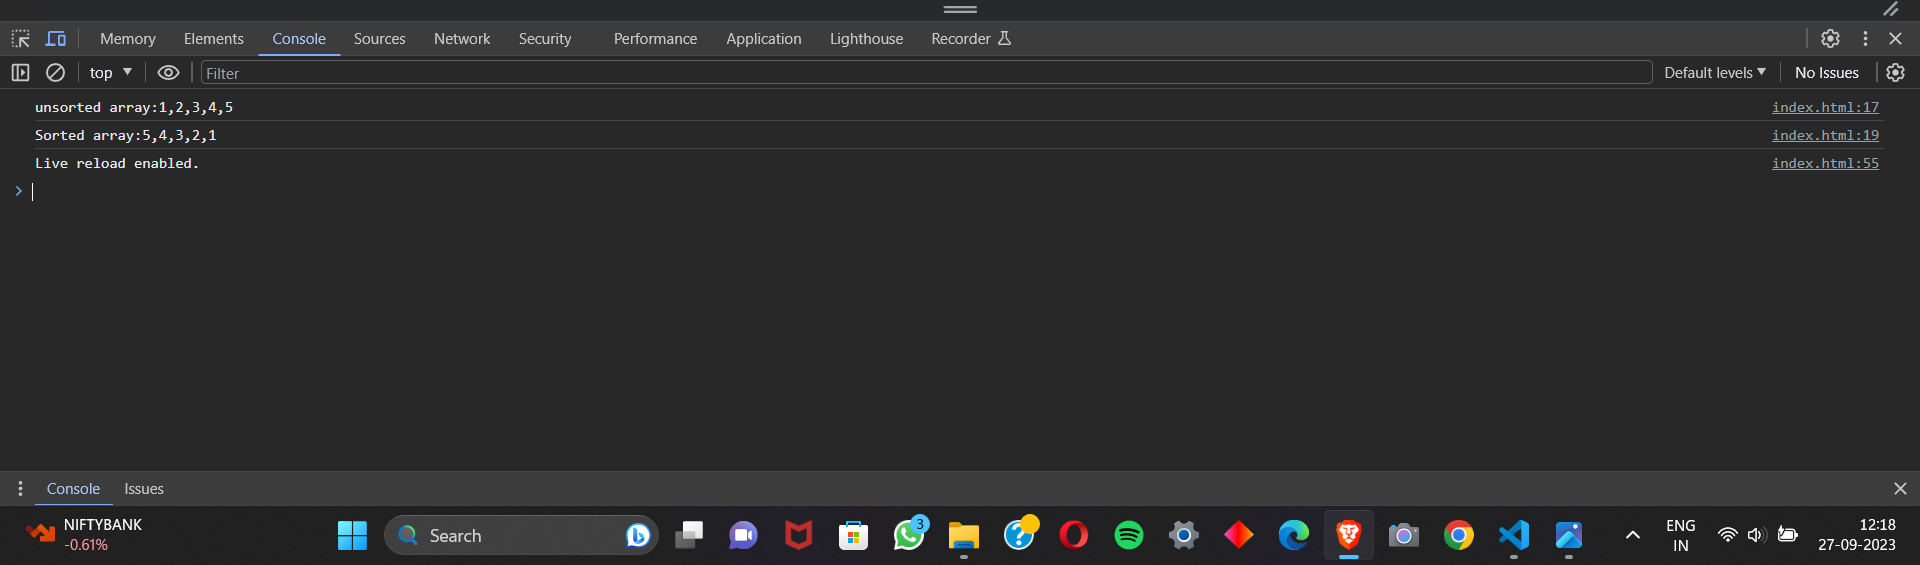 Memory Elements Console Sources Network Security Performance Application Lighthouse Recorder
top Filter Default levels No Issues
unsorted array:1,2,3,4,5 index.html:17
Sorted array:5,4,3,2,1 index.html:19
Live reload enabled. index.html:55
Console Issues
NIFTYBANK
-0.61%
Search
3
ENG
IN
12:18
27-09-2023